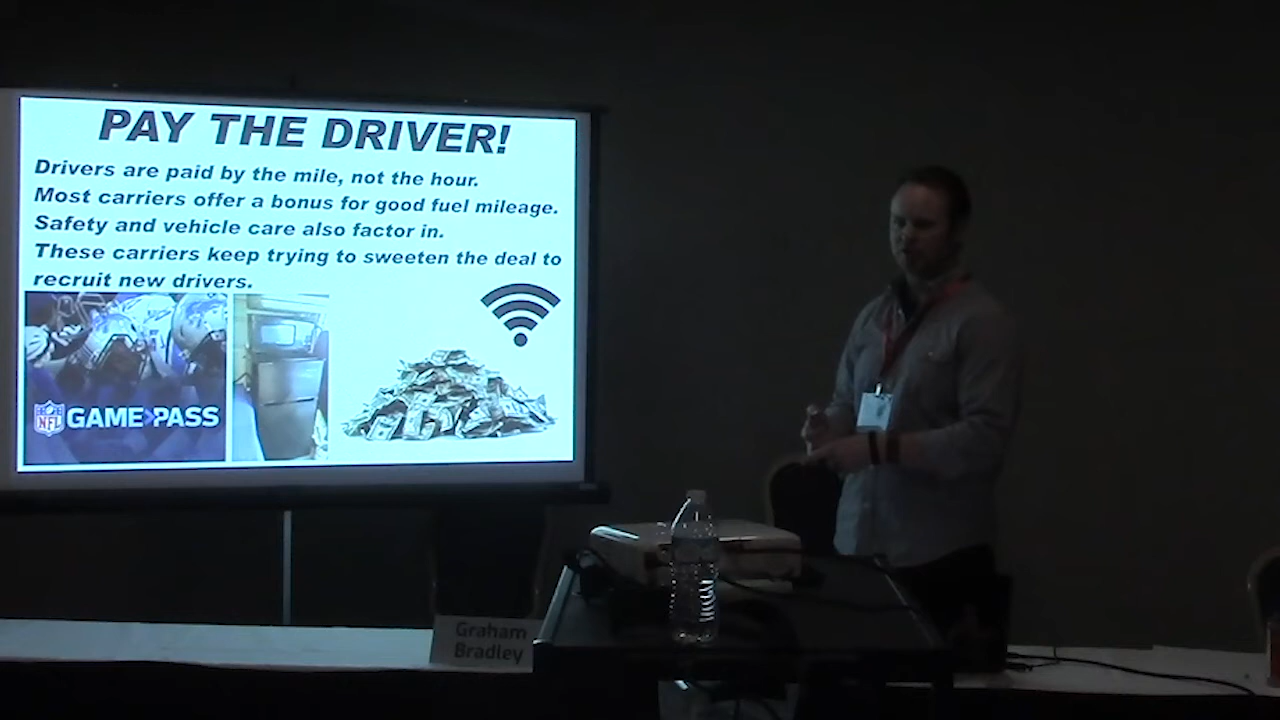 PAY THE DRIVER!
Drivers are paid by the mile, not the hour.
Most carriers offer a bonus for good fuel mileage.
Safety and vehicle care also factor in.
These carriers keep trying to sweeten the deal to
recruit new drivers.
NFL GAME PASS
Graham
Bradley